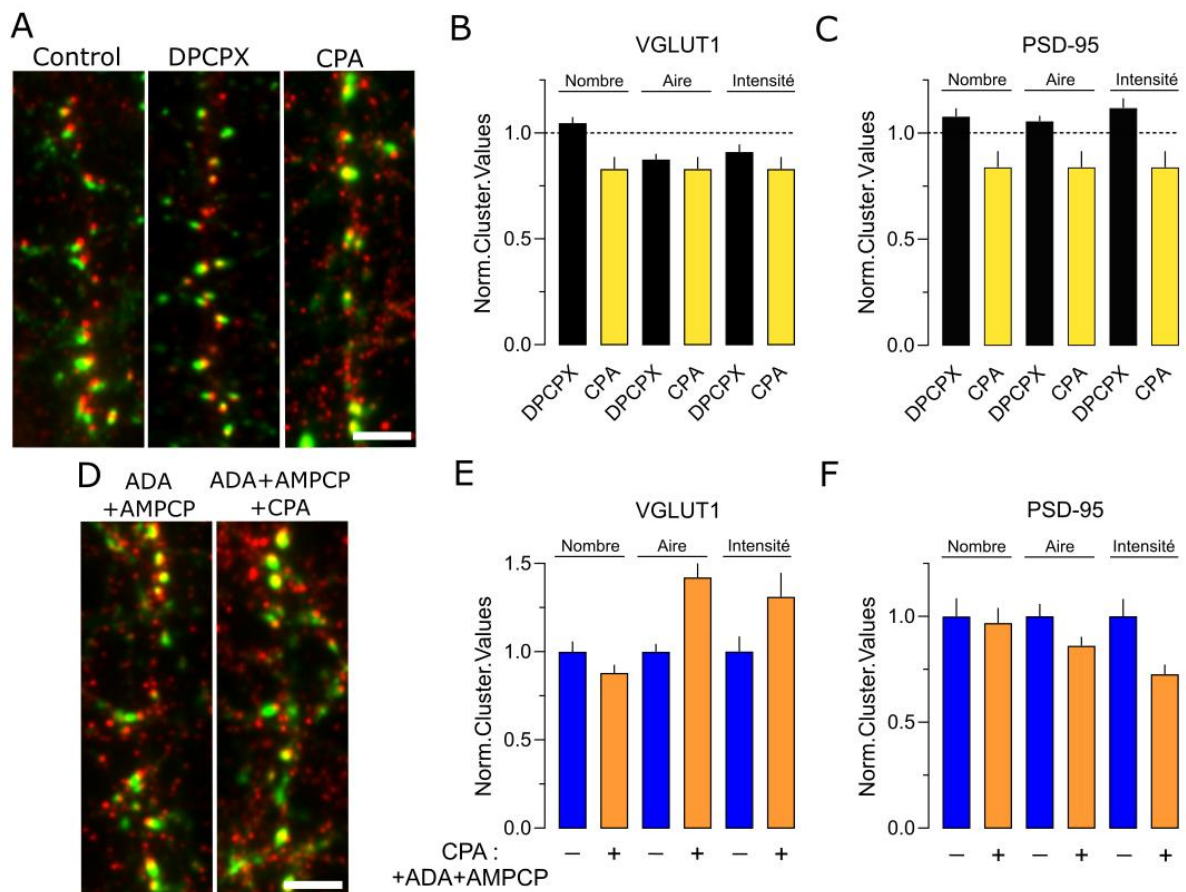 A
Control
DPCPX
CPA
B
VGLUT1
Nombre
Aire
Intensité
Norm.Cluster.Values
1.0
0.5
0.0
DPCPX
CPA
DPCPX
CPA
DPCPX
CPA
C
PSD-95
Nombre
Aire
Intensité
Norm.Cluster.Values
1.0
0.5
0.0
DPCPX
CPA
DPCPX
CPA
DPCPX
CPA
D
ADA
+AMPCP
ADA+AMPCP
+CPA
E
VGLUT1
Nombre
Aire
Intensité
Norm.Cluster.Values
1.5
1.0
0.5
0.0
CPA : − + − + − +
+ADA+AMPCP
F
PSD-95
Nombre
Aire
Intensité
Norm.Cluster.Values
1.0
0.5
0.0
− + − + − +